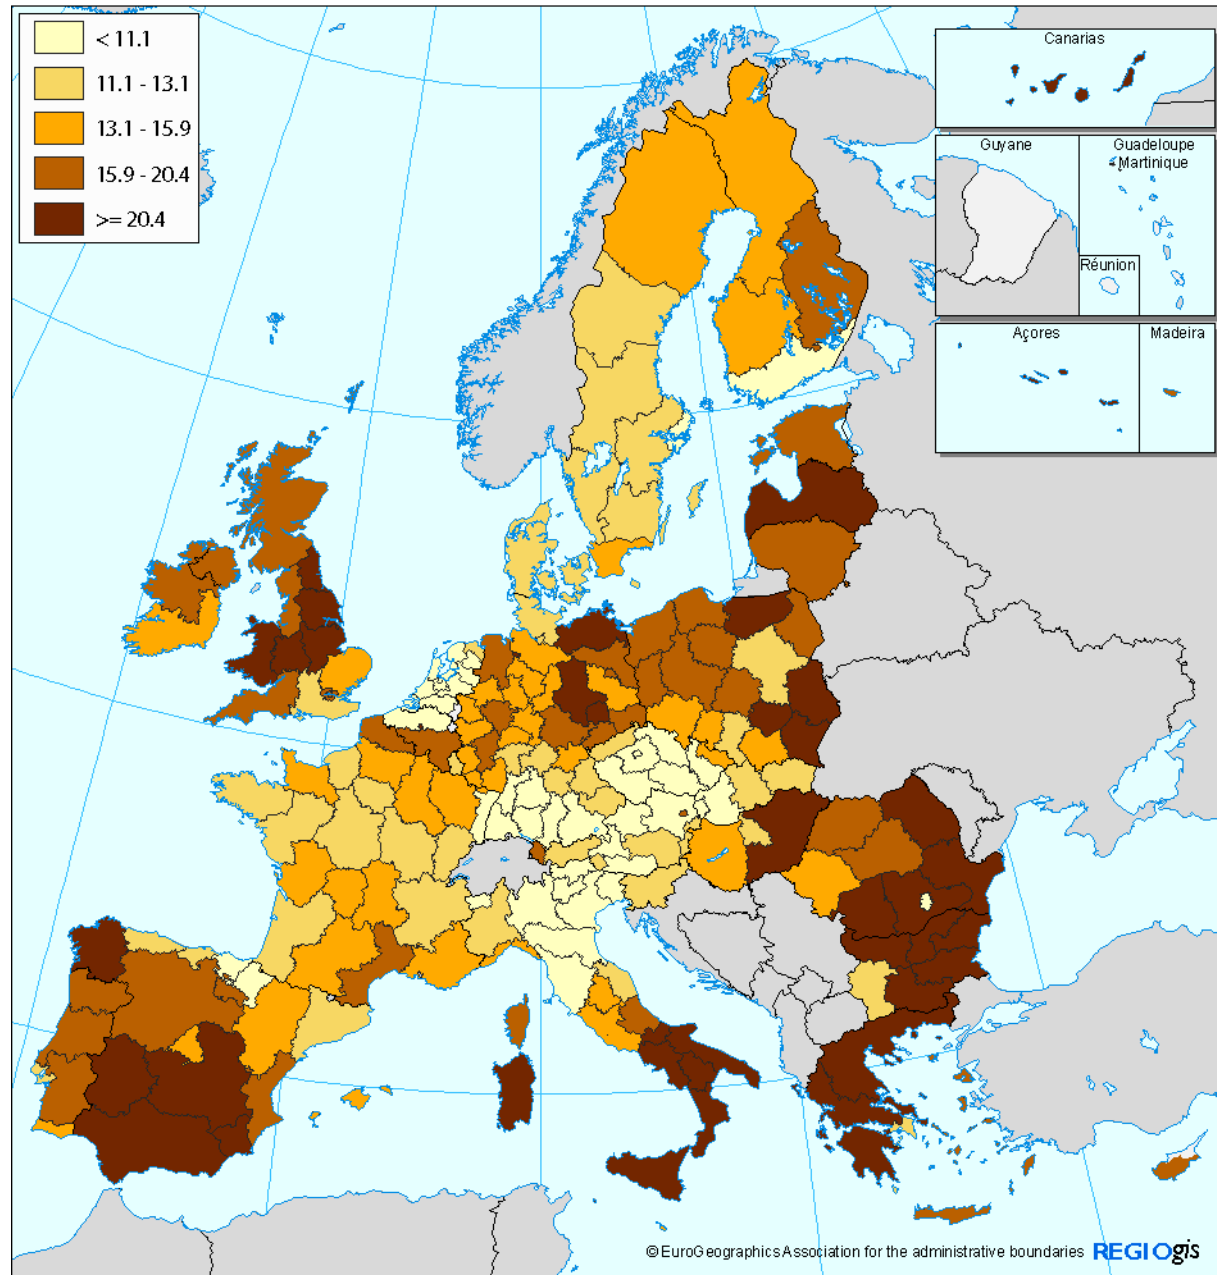 < 11.1
11.1 - 13.1
13.1 - 15.9
15.9 - 20.4
>= 20.4
Canarias
Guyane
Guadeloupe
Martinique
Réunion
Açores
Madeira
© EuroGeographics Association for the administrative boundaries REGIOgis